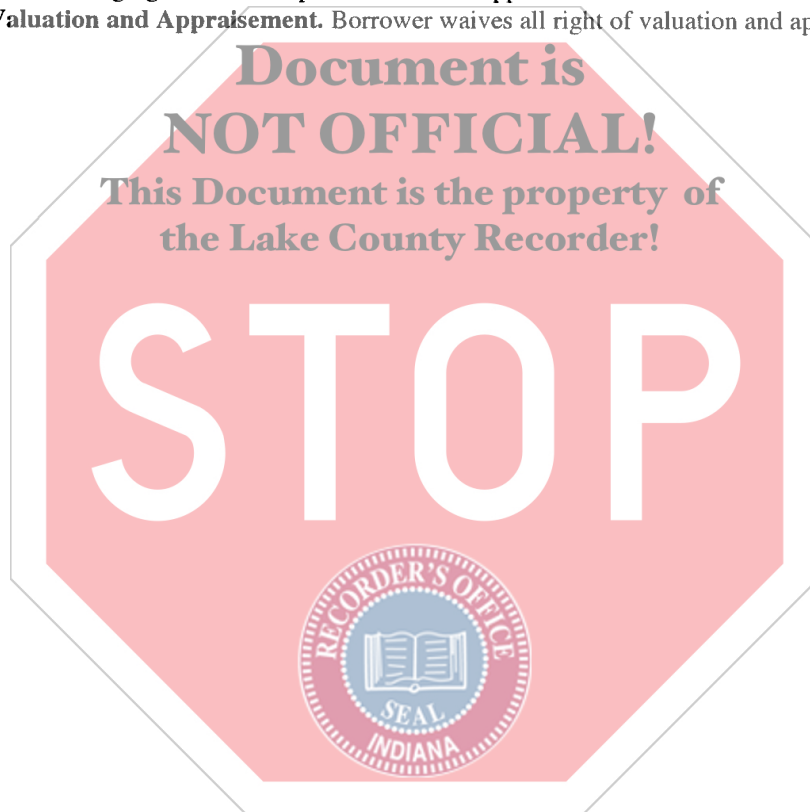 Valuation and Appraisement. Borrower waives all right of valuation and ap
Document is
NOT OFFICIAL!
This Document is the property of
the Lake County Recorder!
STOP
RECORDER'S OFFICE
SEAL
INDIANA